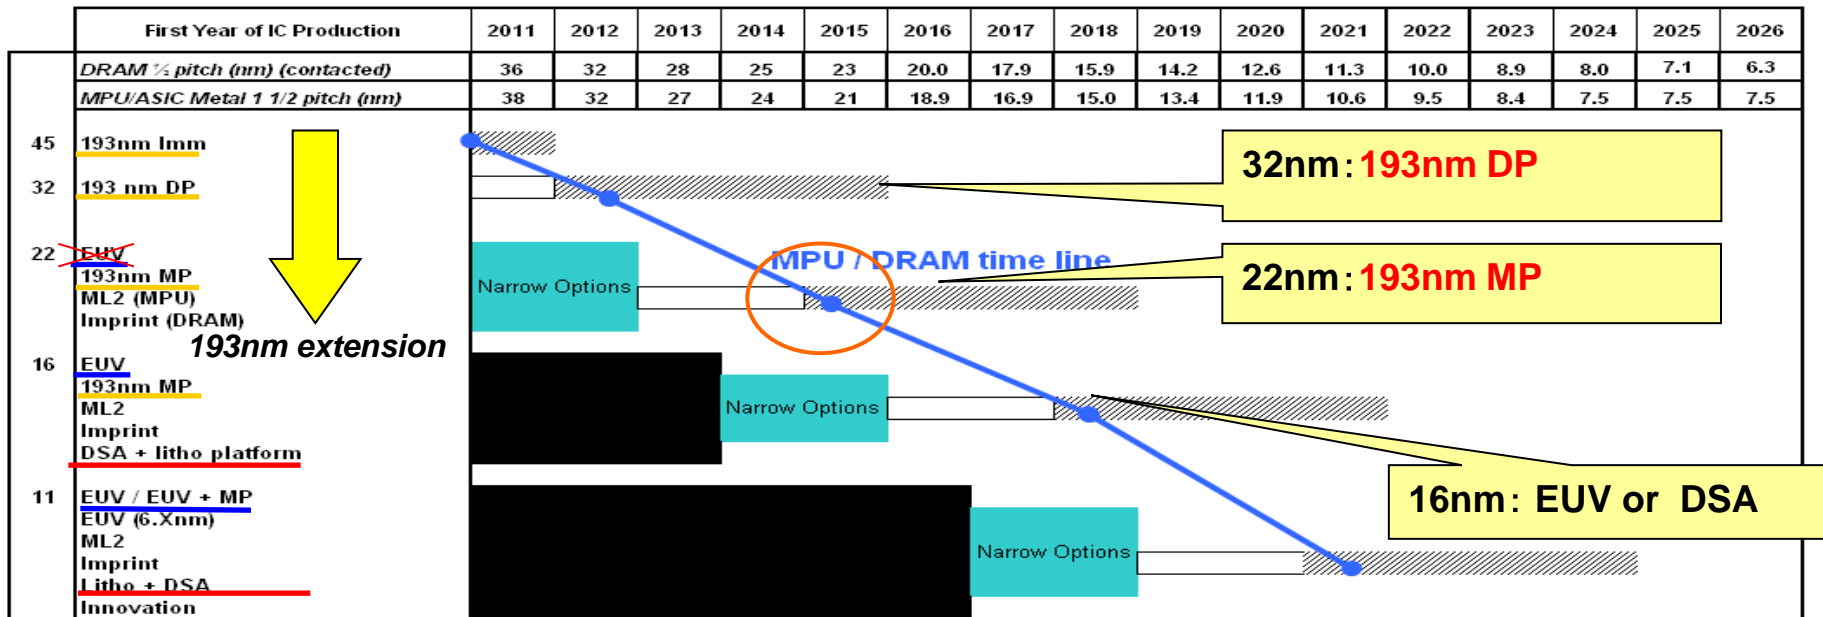 First Year of IC Production 2011 2012 2013 2014 2015 2016 2017 2018 2019 2020 2021 2022 2023 2024 2025 2026
DRAM ½ pitch (nm) (contacted) 36 32 28 25 23 20.0 17.9 15.9 14.2 12.6 11.3 10.0 8.9 8.0 7.1 6.3
MPU/ASIC Metal 1 1/2 pitch (nm) 38 32 27 24 21 18.9 16.9 15.0 13.4 11.9 10.6 9.5 8.4 7.5 7.5 7.5
45 193nm Imm
32nm: 193nm DP
32 193 nm DP
22 EUV
MPU / DRAM time line
193nm MP
22nm: 193nm MP
Narrow Options
ML2 (MPU)
Imprint (DRAM)
193nm extension
16 EUV
193nm MP
ML2
Narrow Options
Imprint
DSA + litho platform
11 EUV / EUV + MP
16nm: EUV or DSA
EUV (6.Xnm)
ML2
Narrow Options
Imprint
Litho + DSA
Innovation